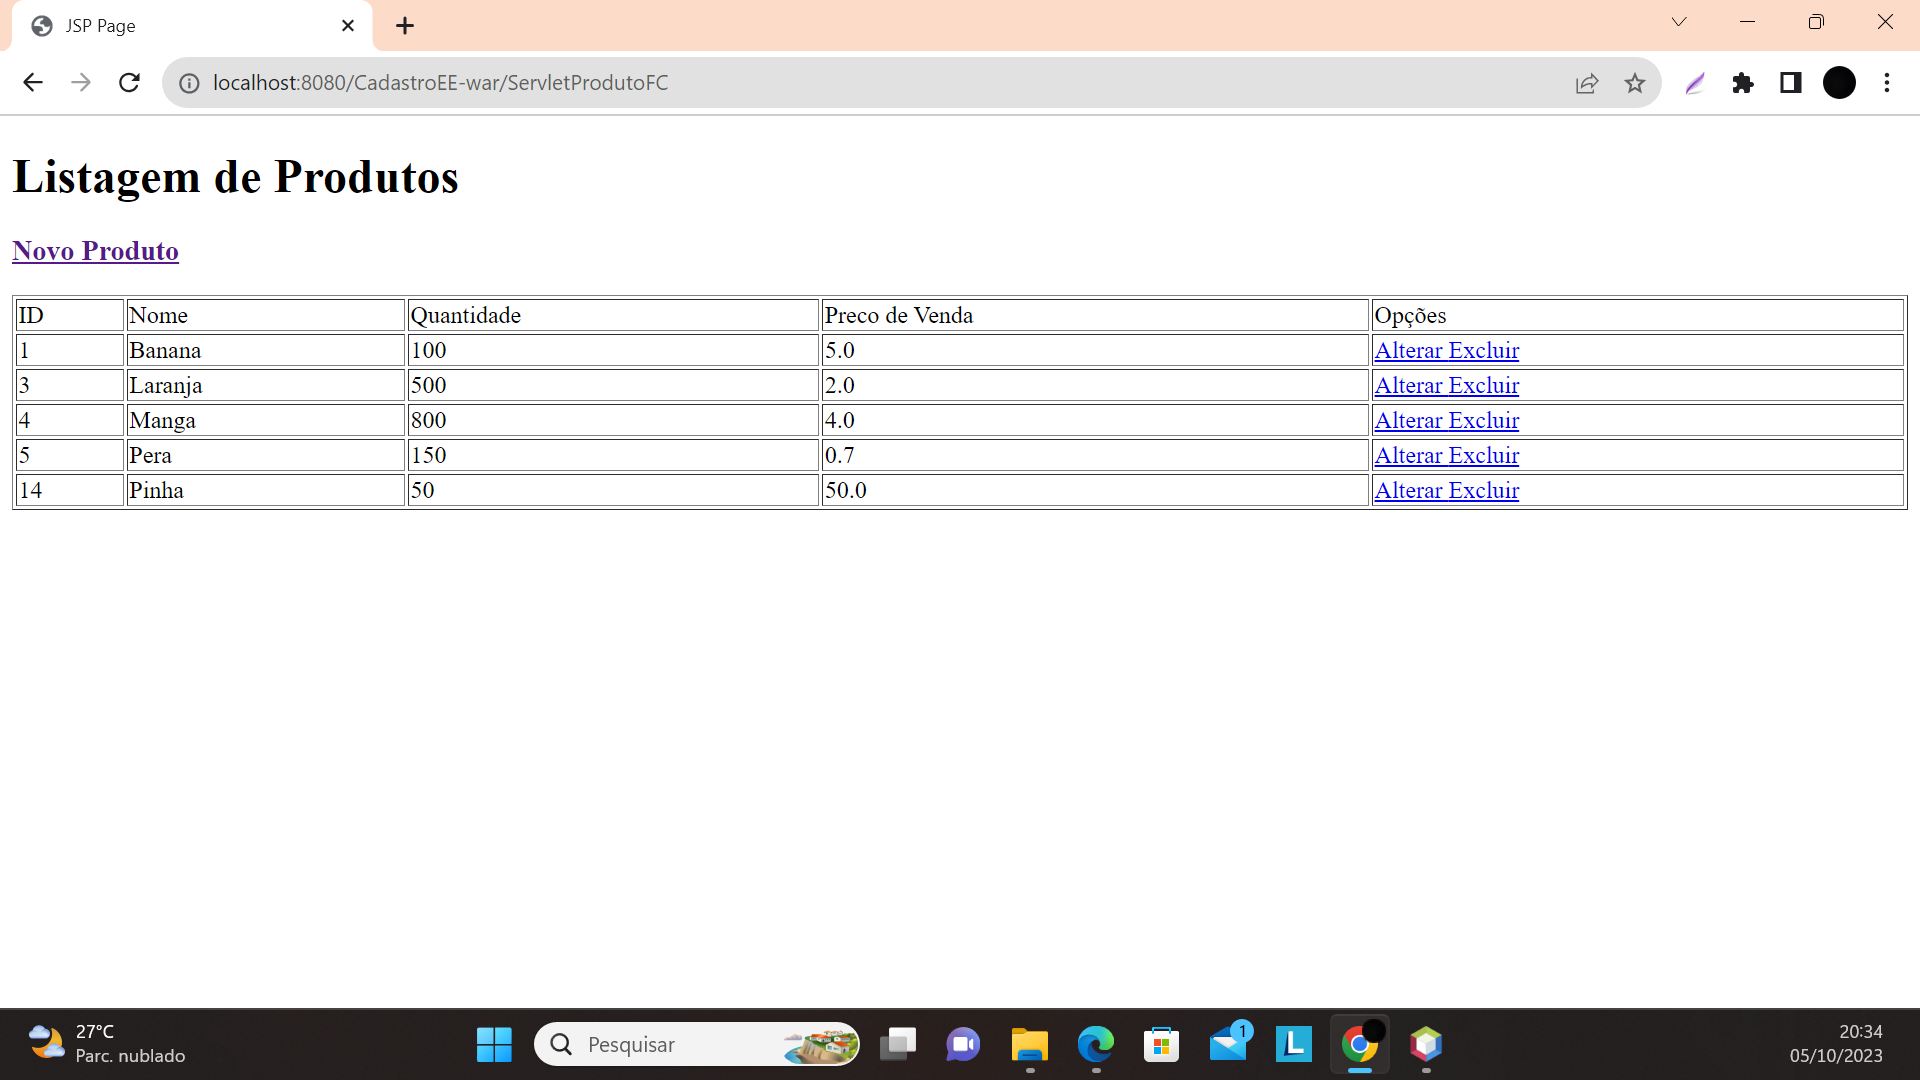 JSP Page
localhost:8080/CadastroEE-war/ServletProdutoFC
Listagem de Produtos
Novo Produto
ID Nome Quantidade Preco de Venda Opções
1 Banana 100 5.0 Alterar Excluir
3 Laranja 500 2.0 Alterar Excluir
4 Manga 800 4.0 Alterar Excluir
5 Pera 150 0.7 Alterar Excluir
14 Pinha 50 50.0 Alterar Excluir
27°C
Parc. nublado
Pesquisar
1
L
20:34
05/10/2023